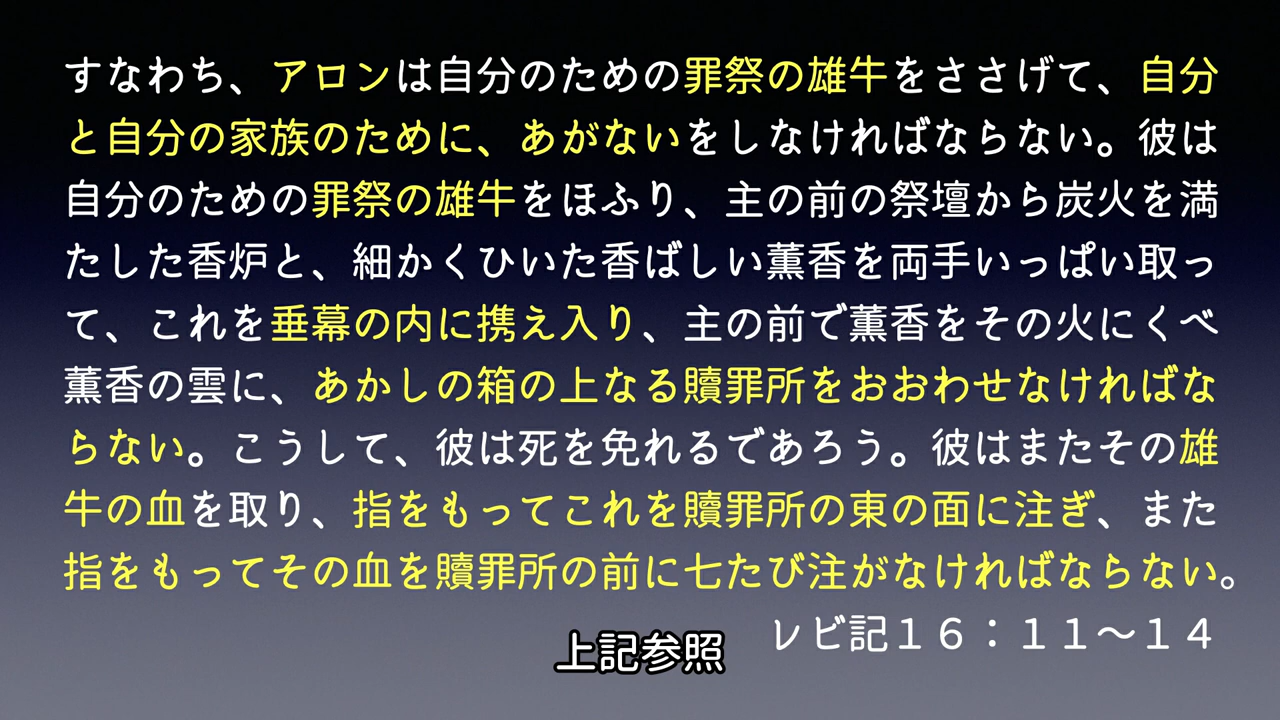 すなわち、アロンは自分のための罪祭の雄牛をささげて、自分
と自分の家族のために、あがないをしなければならない。彼は
自分のための罪祭の雄牛をほふり、主の前の祭壇から炭火を満
たした香炉と、細かくひいた香ばしい薫香を両手いっぱい取っ
て、これを垂幕の内に携え入り、主の前で薫香をその火にくべ
薫香の雲に、あかしの箱の上なる贖罪所をおおわせなければな
らない。こうして、彼は死を免れるであろう。彼はまたその雄
牛の血を取り、指をもってこれを贖罪所の東の面に注ぎ、また
指をもってその血を贖罪所の前に七たび注がなければならない。
レビ記１６：１１〜１４
上記参照